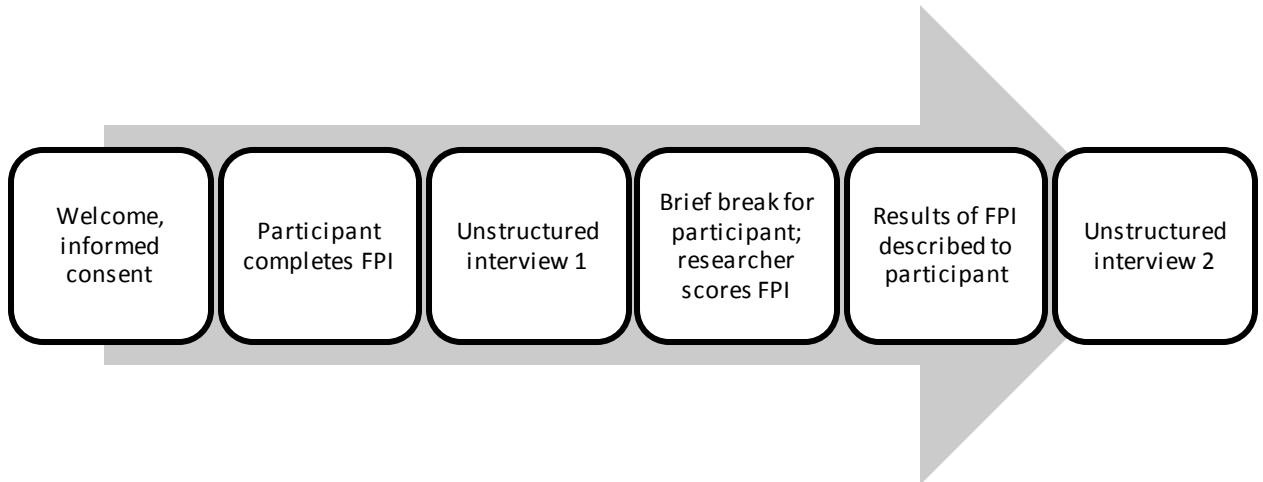 Welcome,
informed
consent
Participant
completes FPI
Unstructured
interview 1
Brief break for
participant;
researcher
scores FPI
Results of FPI
described to
participant
Unstructured
interview 2